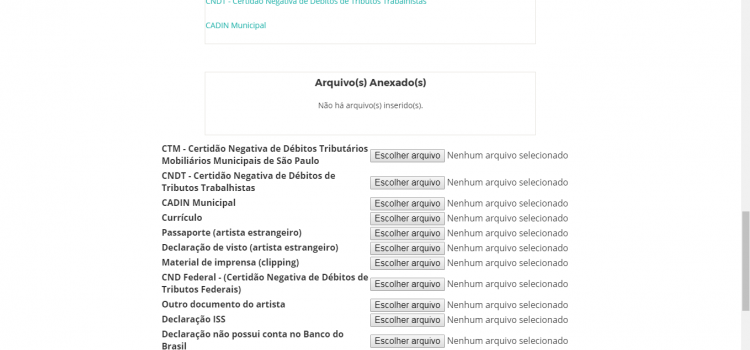 CNDT - Certidão Negativa de Débitos de Tributos Trabalhistas
CADIN Municipal
Arquivo(s) Anexado(s)
Não há arquivo(s) inserido(s).
CTM - Certidão Negativa de Débitos Tributários
Mobiliários Municipais de São Paulo
Escolher arquivo Nenhum arquivo selecionado
CNDT - Certidão Negativa de Débitos de
Tributos Trabalhistas
Escolher arquivo Nenhum arquivo selecionado
CADIN Municipal Escolher arquivo Nenhum arquivo selecionado
Currículo Escolher arquivo Nenhum arquivo selecionado
Passaporte (artista estrangeiro) Escolher arquivo Nenhum arquivo selecionado
Declaração de visto (artista estrangeiro) Escolher arquivo Nenhum arquivo selecionado
Material de imprensa (clipping) Escolher arquivo Nenhum arquivo selecionado
CND Federal - (Certidão Negativa de Débitos de
Tributos Federais)
Escolher arquivo Nenhum arquivo selecionado
Outro documento do artista Escolher arquivo Nenhum arquivo selecionado
Declaração ISS Escolher arquivo Nenhum arquivo selecionado
Declaração não possui conta no Banco do
Brasil
Escolher arquivo Nenhum arquivo selecionado